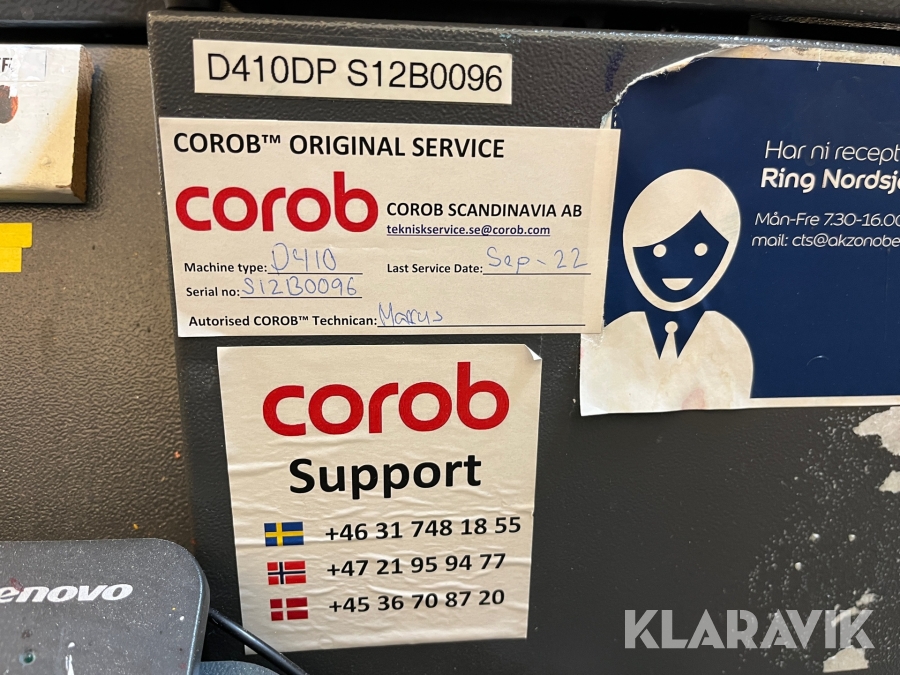 D410DP S12B0096
COROB™ ORIGINAL SERVICE
corob
COROB SCANDINAVIA AB
tekniskservice.se@corob.com
Machine type: D410
Last Service Date: Sep-22
Serial no: S12B0096
Autorised COROB™ Technican: Marcus
Har ni recept
Ring Nordsj
Mån-Fre 7.30-16.00
mail: cts@akzonobe
corob
Support
+46 31 748 18 55
+47 21 95 94 77
+45 36 70 87 20
enovo
KLARAVIK